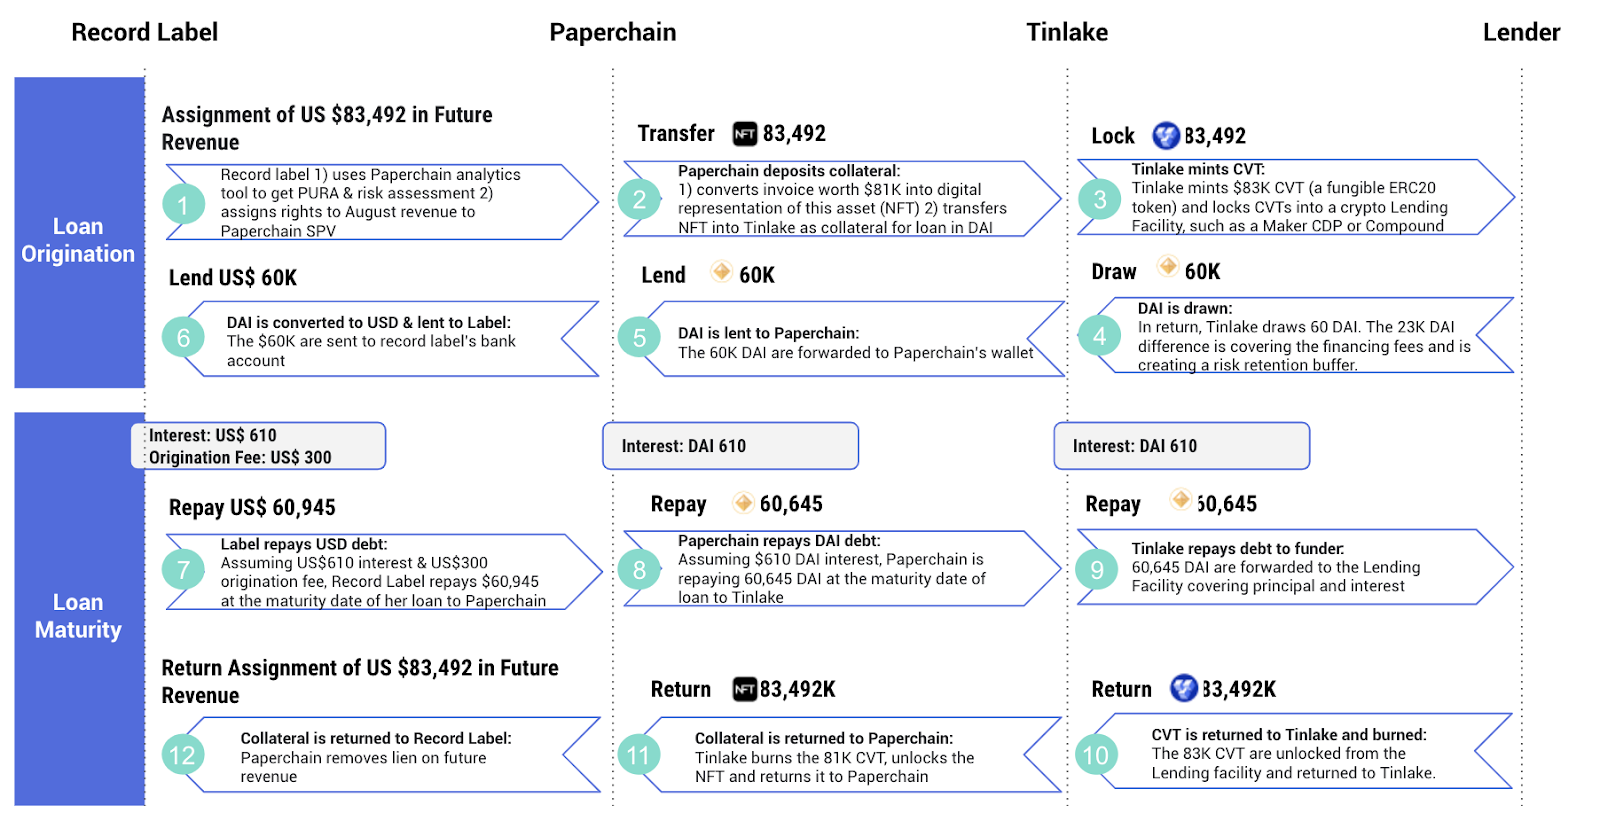 Record Label
Paperchain
Tinlake
Lender
Loan
Origination
Assignment of US $83,492 in Future
Revenue
1
Record label 1) uses Paperchain analytics
tool to get PURA & risk assessment 2)
assigns rights to August revenue to
Paperchain SPV
Transfer NFT 83,492
2
Paperchain deposits collateral:
1) converts invoice worth $81K into digital
representation of this asset (NFT) 2) transfers
NFT into Tinlake as collateral for loan in DAI
Lock 83,492
3
Tinlake mints CVT:
Tinlake mints $83K CVT (a fungible ERC20
token) and locks CVTs into a crypto Lending
Facility, such as a Maker CDP or Compound
Lend US$ 60K
6
DAI is converted to USD & lent to Label:
The $60K are sent to record label's bank
account
Lend 60K
5
DAI is lent to Paperchain:
The 60K DAI are forwarded to Paperchain's wallet
Draw 60K
4
DAI is drawn:
In return, Tinlake draws 60 DAI. The 23K DAI
difference is covering the financing fees and is
creating a risk retention buffer.
Loan
Maturity
Interest: US$ 610
Origination Fee: US$ 300
Interest: DAI 610
Interest: DAI 610
Repay US$ 60,945
7
Label repays USD debt:
Assuming US$610 interest & US$300
origination fee, Record Label repays $60,945
at the maturity date of her loan to Paperchain
Repay 60,645
8
Paperchain repays DAI debt:
Assuming $610 DAI interest, Paperchain is
repaying 60,645 DAI at the maturity date of
loan to Tinlake
Repay 60,645
9
Tinlake repays debt to funder:
60,645 DAI are forwarded to the Lending
Facility covering principal and interest
Return Assignment of US $83,492 in Future
Revenue
12
Collateral is returned to Record Label:
Paperchain removes lien on future
revenue
Return NFT 83,492K
11
Collateral is returned to Paperchain:
Tinlake burns the 81K CVT, unlocks the
NFT and returns it to Paperchain
Return 83,492K
10
CVT is returned to Tinlake and burned:
The 83K CVT are unlocked from the
Lending facility and returned to Tinlake.